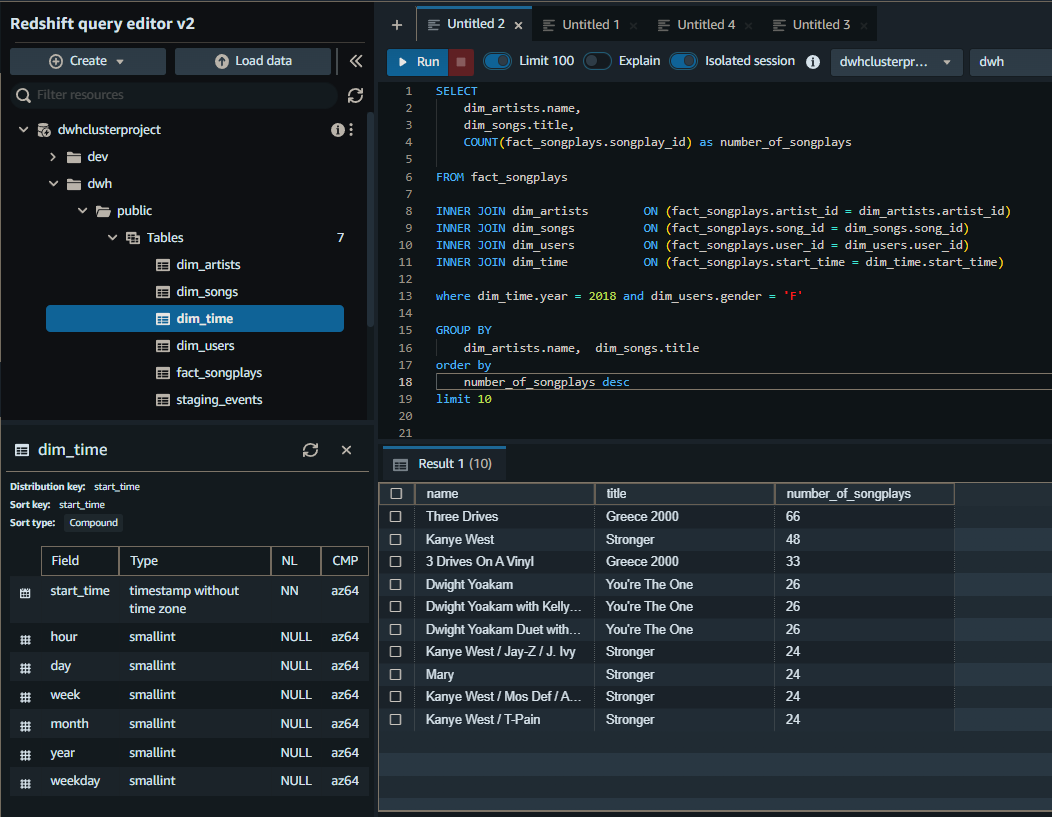 Redshift query editor v2
Create
Load data
Filter resources
dwhclusterproject
dev
dwh
public
Tables 7
dim_artists
dim_songs
dim_time
dim_users
fact_songplays
staging_events
dim_time
Distribution key: start_time
Sort key: start_time
Sort type: Compound
Field Type NL CMP
start_time timestamp without time zone NN az64
hour smallint NULL az64
day smallint NULL az64
week smallint NULL az64
month smallint NULL az64
year smallint NULL az64
weekday smallint NULL az64
+ Untitled 2 × Untitled 1 × Untitled 4 × Untitled 3 ×
Run Limit 100 Explain Isolated session dwhclusterpr... dwh
1 SELECT
2 dim_artists.name,
3 dim_songs.title,
4 COUNT(fact_songplays.songplay_id) as number_of_songplays
5
6 FROM fact_songplays
7
8 INNER JOIN dim_artists ON (fact_songplays.artist_id = dim_artists.artist_id)
9 INNER JOIN dim_songs ON (fact_songplays.song_id = dim_songs.song_id)
10 INNER JOIN dim_users ON (fact_songplays.user_id = dim_users.user_id)
11 INNER JOIN dim_time ON (fact_songplays.start_time = dim_time.start_time)
12
13 where dim_time.year = 2018 and dim_users.gender = 'F'
14
15 GROUP BY
16 dim_artists.name, dim_songs.title
17 order by
18 number_of_songplays desc
19 limit 10
20
21
Result 1 (10)
name title number_of_songplays
Three Drives Greece 2000 66
Kanye West Stronger 48
3 Drives On A Vinyl Greece 2000 33
Dwight Yoakam You're The One 26
Dwight Yoakam with Kelly... You're The One 26
Dwight Yoakam Duet with... You're The One 26
Kanye West / Jay-Z / J. Ivy Stronger 24
Mary Stronger 24
Kanye West / Mos Def / A... Stronger 24
Kanye West / T-Pain Stronger 24